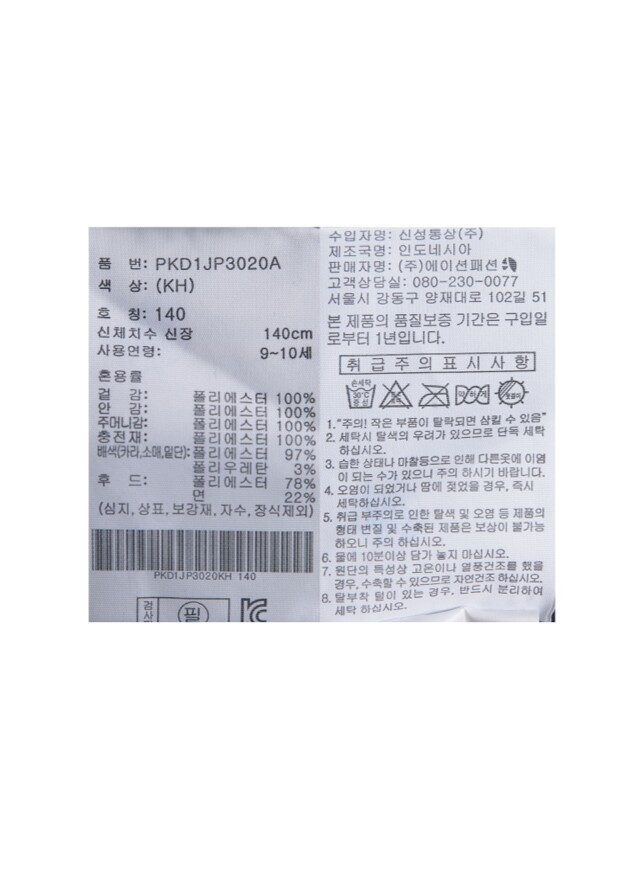 품 번: PKD1JP3020A
색 상: (KH)
호 칭: 140
신체치수 신장 140cm
사용연령: 9~10세
혼용률
겉 감: 폴리에스터 100%
안 감: 폴리에스터 100%
주머니감: 폴리에스터 100%
충전재: 폴리에스터 100%
배색(카라,소매,밑단): 폴리에스터 97%
폴리우레탄 3%
후 드: 폴리에스터 78%
면 22%
(심지, 상표, 보강재, 자수, 장식제외)
PKD1JP3020KH 140
검사
필
수입자명: 신성통상(주)
제조국명: 인도네시아
판매자명: (주)에이션패션
고객상담실: 080-230-0077
서울시 강동구 양재대로 102길 51
본 제품의 품질보증 기간은 구입일
로부터 1년입니다.
취급주의표시사항
손세탁
30℃
중성
약하게
1. "주의! 작은 부품이 탈락되면 삼킬 수 있음"
2. 세탁시 탈색의 우려가 있으므로 단독 세탁
하십시오.
3. 습한 상태나 마찰등으로 인해 다른옷에 이염
이 되는 수가 있으나 주의 하시기 바랍니다.
4. 오염이 되었거나 땀에 젖었을 경우, 즉시
세탁하십시오.
5. 취급 부주의로 인한 탈색 및 오염 등 제품의
형태 변질 및 수축된 제품은 보상이 불가능
하오니 주의 하십시오.
6. 물에 10분이상 담가 놓지 마십시오.
7. 원단의 특성상 고온이나 열풍건조를 했을
경우, 수축할 수 있으므로 자연건조 하십시오.
8. 탈부착 털이 있는 경우, 반드시 분리하여
세탁 하십시오.